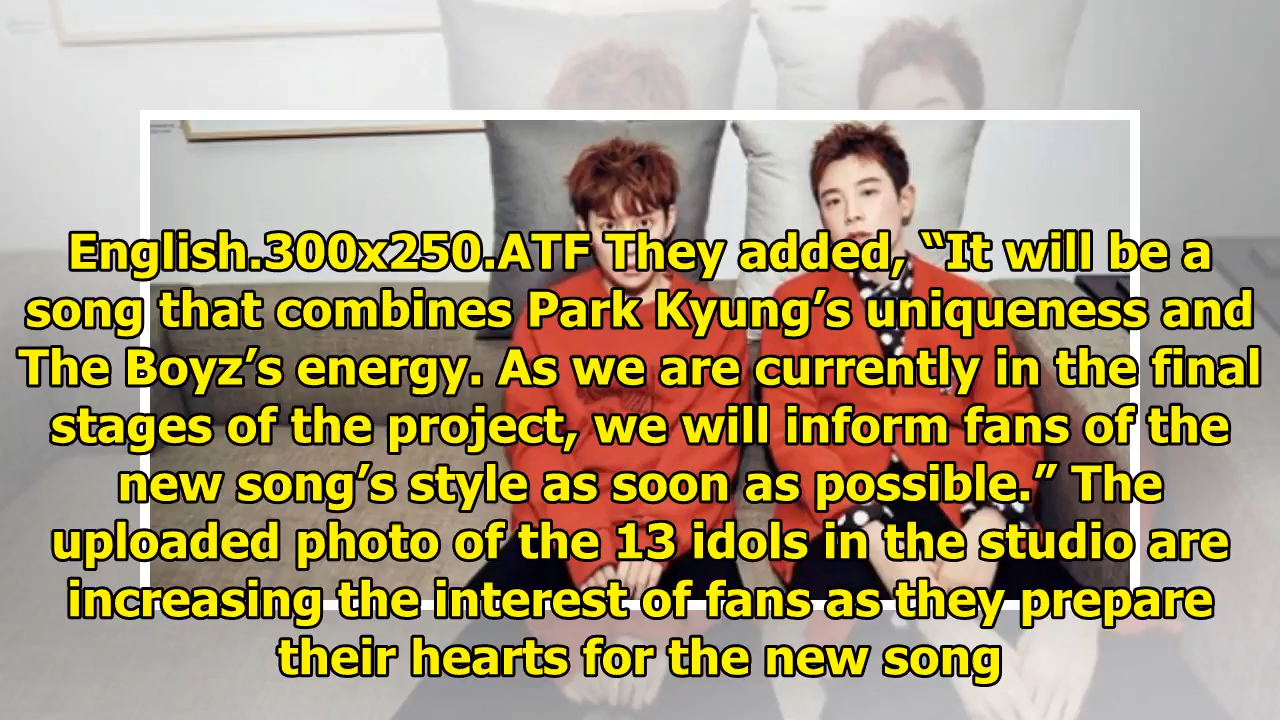 English.300x250.ATF They added, “It will be a
song that combines Park Kyung’s uniqueness and
The Boyz’s energy. As we are currently in the final
stages of the project, we will inform fans of the
new song’s style as soon as possible.” The
uploaded photo of the 13 idols in the studio are
increasing the interest of fans as they prepare
their hearts for the new song